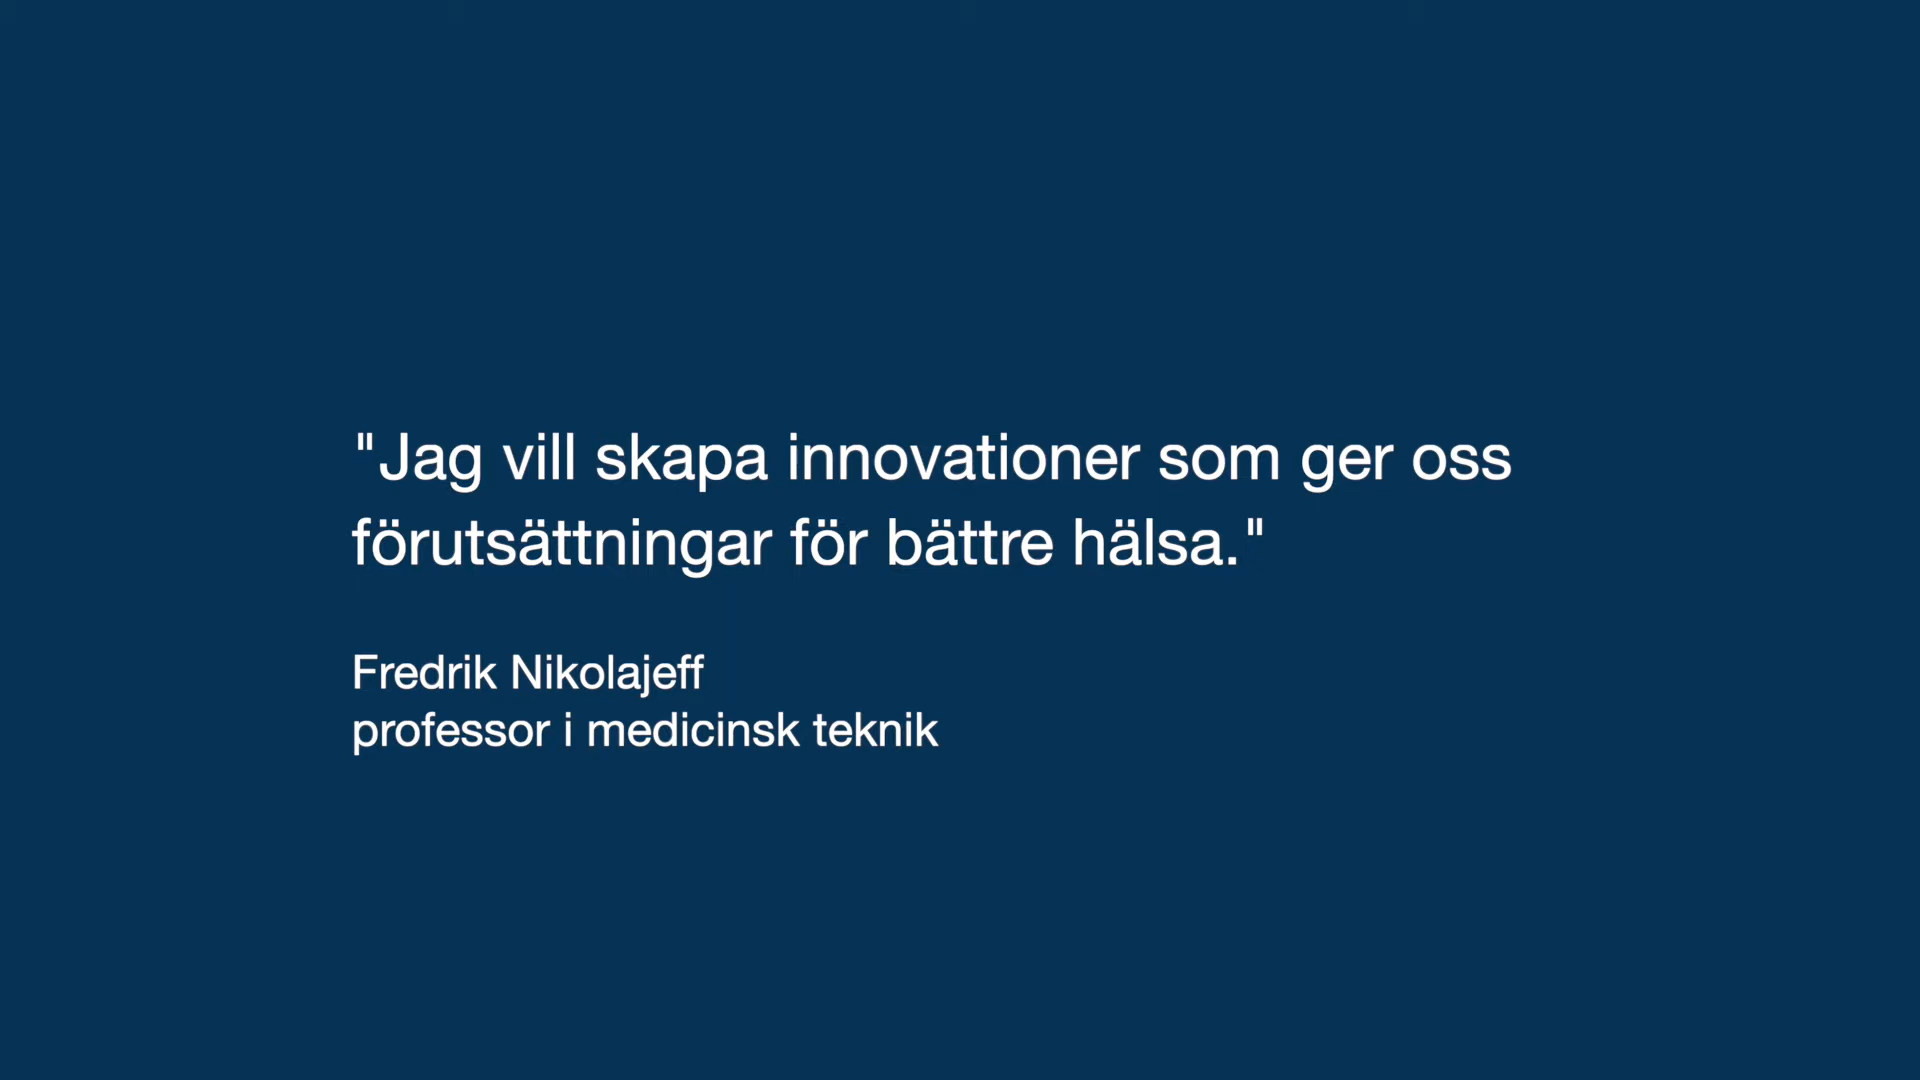 "Jag vill skapa innovationer som ger oss
förutsättningar för bättre hälsa."
Fredrik Nikolajeff
professor i medicinsk teknik